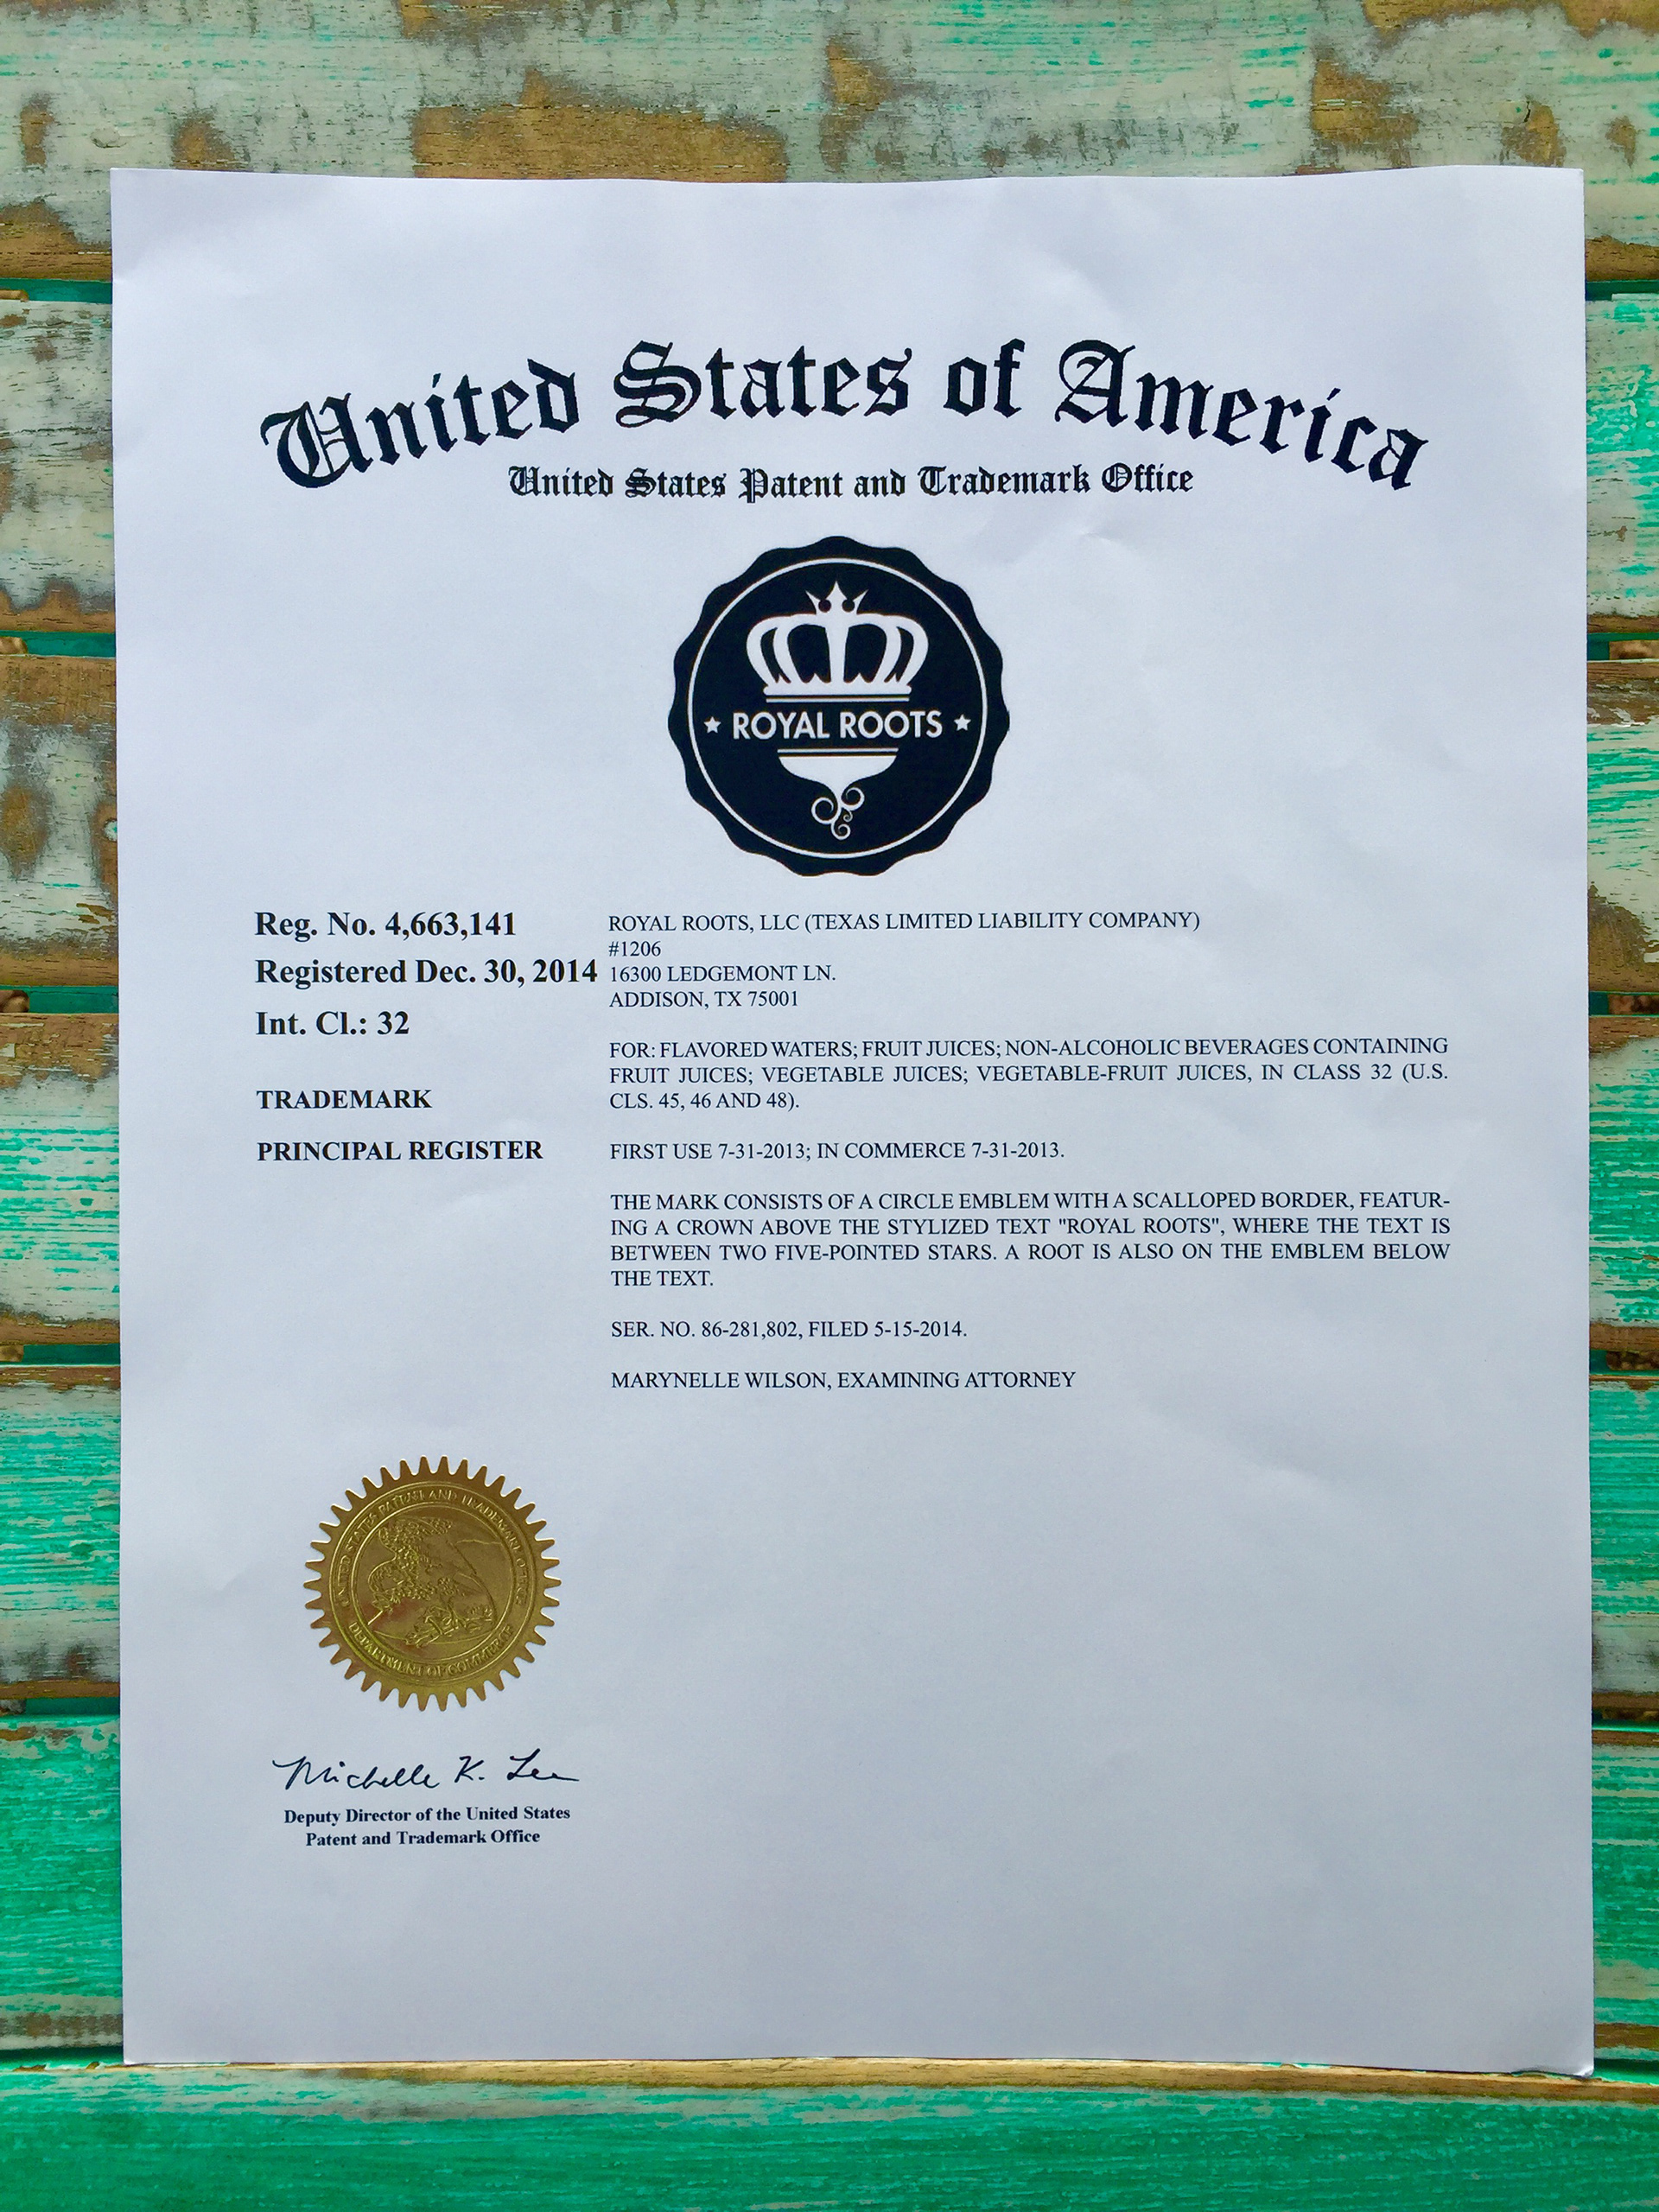 United States of America
United States Patent and Trademark Office
★ ROYAL ROOTS ★
Reg. No. 4,663,141
Registered Dec. 30, 2014
Int. Cl.: 32
TRADEMARK
PRINCIPAL REGISTER
ROYAL ROOTS, LLC (TEXAS LIMITED LIABILITY COMPANY)
#1206
16300 LEDGEMONT LN.
ADDISON, TX 75001
FOR: FLAVORED WATERS; FRUIT JUICES; NON-ALCOHOLIC BEVERAGES CONTAINING
FRUIT JUICES; VEGETABLE JUICES; VEGETABLE-FRUIT JUICES, IN CLASS 32 (U.S.
CLS. 45, 46 AND 48).
FIRST USE 7-31-2013; IN COMMERCE 7-31-2013.
THE MARK CONSISTS OF A CIRCLE EMBLEM WITH A SCALLOPED BORDER, FEATUR-
ING A CROWN ABOVE THE STYLIZED TEXT "ROYAL ROOTS", WHERE THE TEXT IS
BETWEEN TWO FIVE-POINTED STARS. A ROOT IS ALSO ON THE EMBLEM BELOW
THE TEXT.
SER. NO. 86-281,802, FILED 5-15-2014.
MARYNELLE WILSON, EXAMINING ATTORNEY
UNITED STATES PATENT AND TRADEMARK OFFICE
DEPARTMENT OF COMMERCE
Michelle K. Lee
Deputy Director of the United States
Patent and Trademark Office